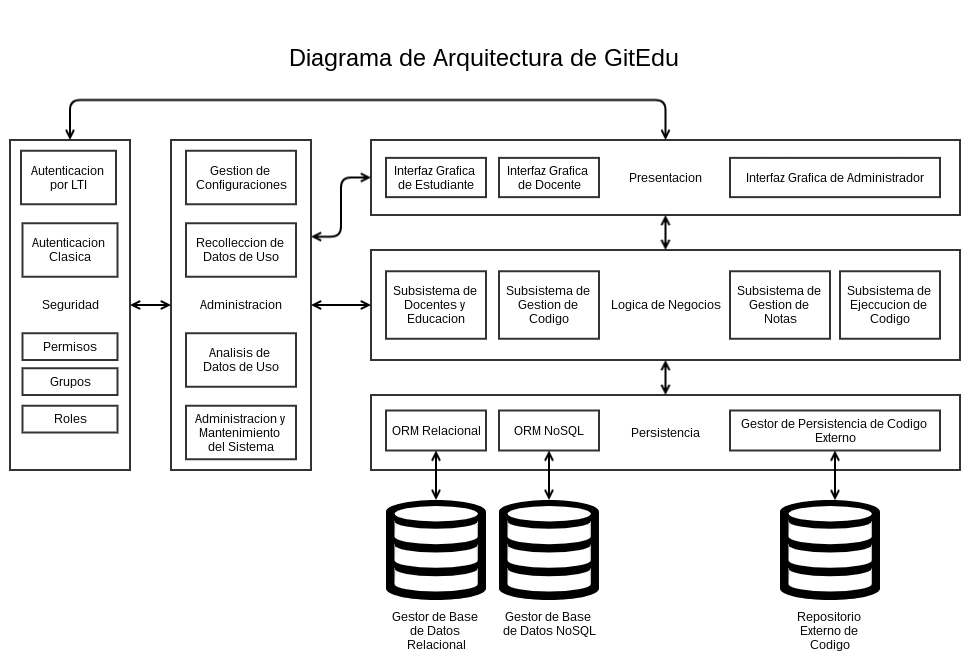 Diagrama de Arquitectura de GitEdu
Autenticacion
por LTI
Autenticacion
Clasica
Seguridad
Permisos
Grupos
Roles
Gestion de
Configuraciones
Recolleccion de
Datos de Uso
Administracion
Analisis de
Datos de Uso
Administracion y
Mantenimiento
del Sistema
Interfaz Grafica
de Estudiante
Interfaz Grafica
de Docente
Presentacion
Interfaz Grafica de Administrador
Subsistema de
Docentes y
Educacion
Subsistema de
Gestion de
Codigo
Logica de Negocios
Subsistema de
Gestion de
Notas
Subsistema de
Ejeccucion de
Codigo
ORM Relacional
ORM NoSQL
Persistencia
Gestor de Persistencia de Codigo
Externo
Gestor de Base
de Datos
Relacional
Gestor de Base
de Datos NoSQL
Repositorio
Externo de
Codigo